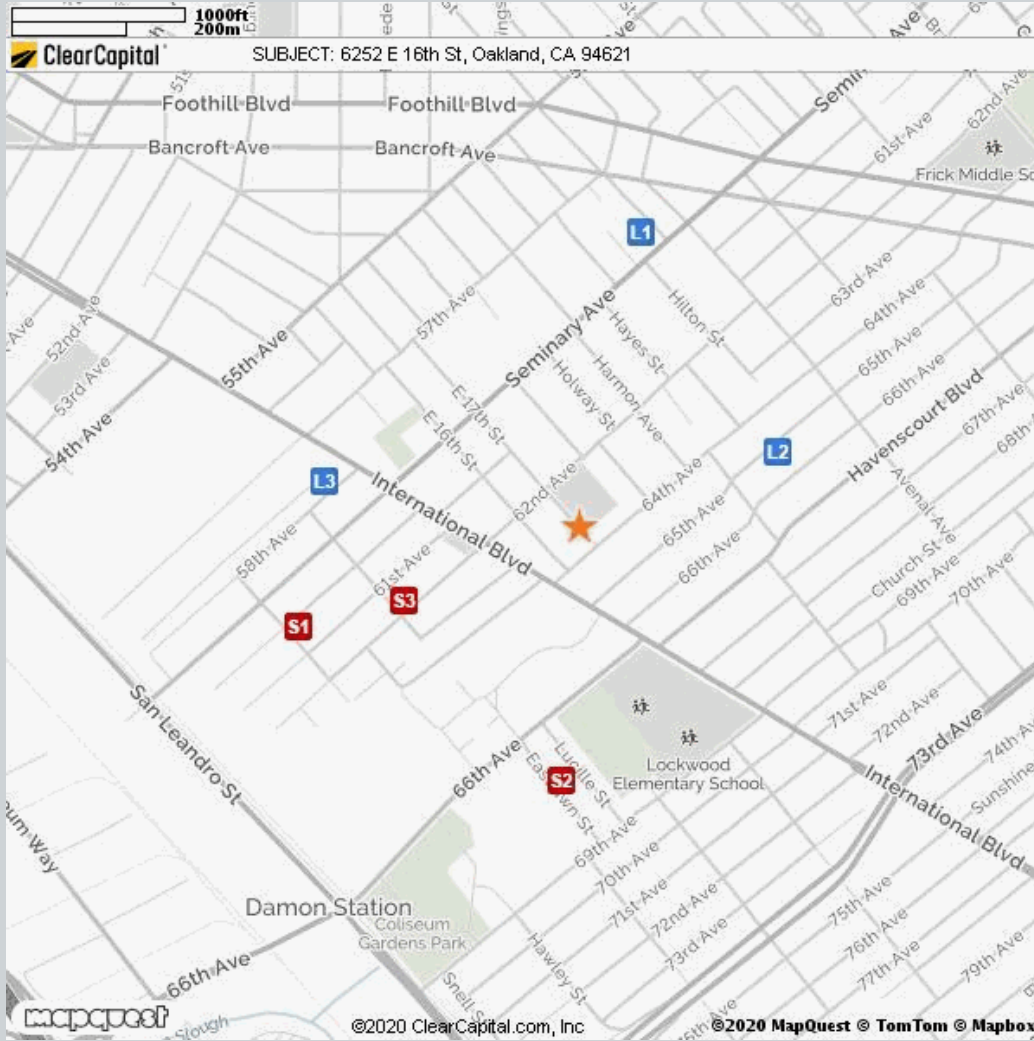 1000ft
200m
ClearCapital
SUBJECT: 6252 E 16th St, Oakland, CA 94621
Foothill Blvd
Foothill Blvd
Bancroft Ave
Bancroft Ave
62nd Ave
61st Ave
Frick Middle
L1
Hilton St
63rd Ave
64th Ave
65th Ave
66th Ave
67th Ave
68th
52nd Ave
53rd Ave
54th Ave
55th Ave
57th Ave
Seminary Ave
Hayes St
Harmon Ave
Holway St
E 17th St
E 16th St
Havenscourt Blvd
L2
L3
International Blvd
62nd Ave
64th Ave
65th Ave
66th Ave
Avenal Ave
Church St
69th Ave
70th Ave
58th Ave
61st Ave
S3
S1
San Leandro St
71st Ave
72nd Ave
73rd Ave
74th
Sunshine
International Blvd
Lockwood
Elementary School
66th Ave
S2
Lucille St
69th Ave
70th Ave
71st Ave
72nd Ave
73rd Ave
75th Ave
76th Ave
77th Ave
79th Ave
Damon Station
Coliseum
Gardens Park
66th Ave
Hawley St
Snell
Slough
mapquest
©2020 ClearCapital.com, Inc
©2020 MapQuest © TomTom © Mapbox